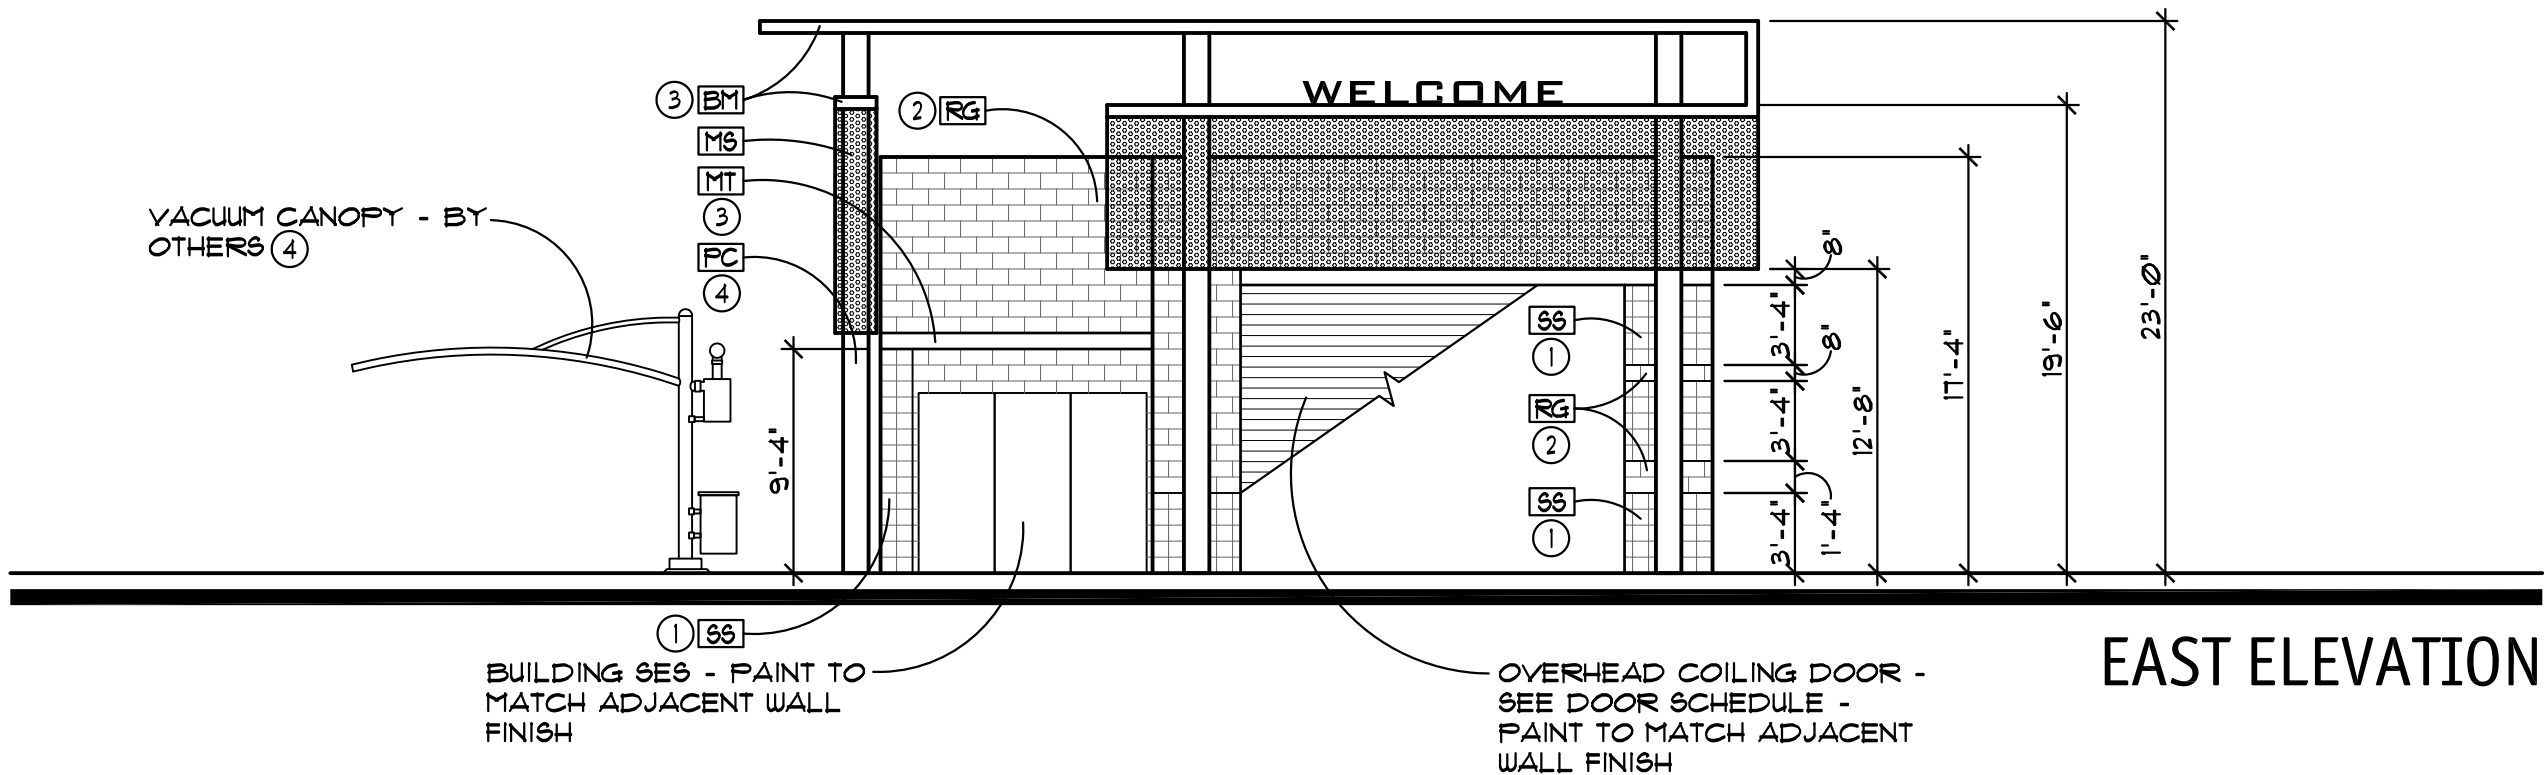 WELCOME
3 BM
2 RG
MS
MT
3
PC
4
VACUUM CANOPY - BY
OTHERS 4
SS
1
RG
2
SS
1
9'-4"
8"
3'-4"
8"
3'-4"
1'-4"
3'-4"
12'-8"
17'-4"
19'-6"
23'-0"
1 SS
BUILDING SES - PAINT TO
MATCH ADJACENT WALL
FINISH
OVERHEAD COILING DOOR -
SEE DOOR SCHEDULE -
PAINT TO MATCH ADJACENT
WALL FINISH
EAST ELEVATION